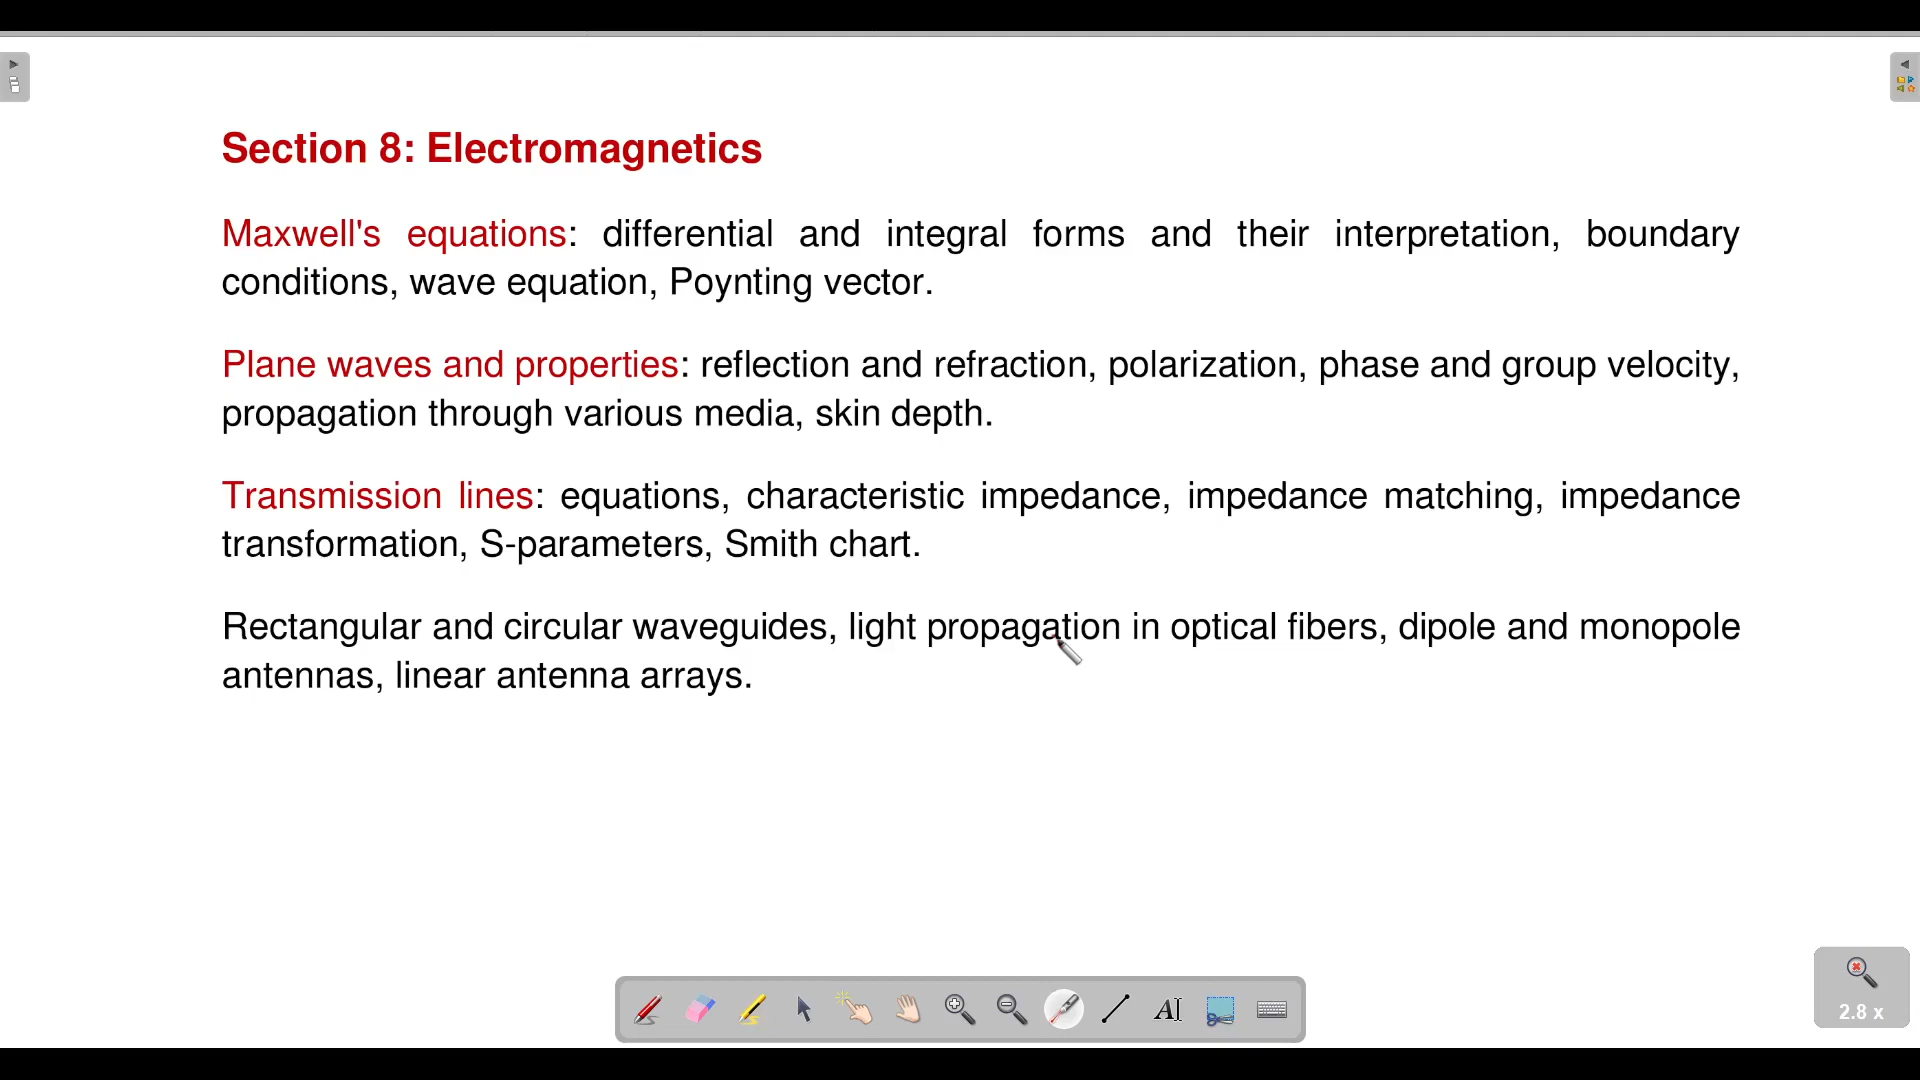 Section 8: Electromagnetics
Maxwell's equations: differential and integral forms and their interpretation, boundary
conditions, wave equation, Poynting vector.
Plane waves and properties: reflection and refraction, polarization, phase and group velocity,
propagation through various media, skin depth.
Transmission lines: equations, characteristic impedance, impedance matching, impedance
transformation, S-parameters, Smith chart.
Rectangular and circular waveguides, light propagation in optical fibers, dipole and monopole
antennas, linear antenna arrays.
AI
2.8 x